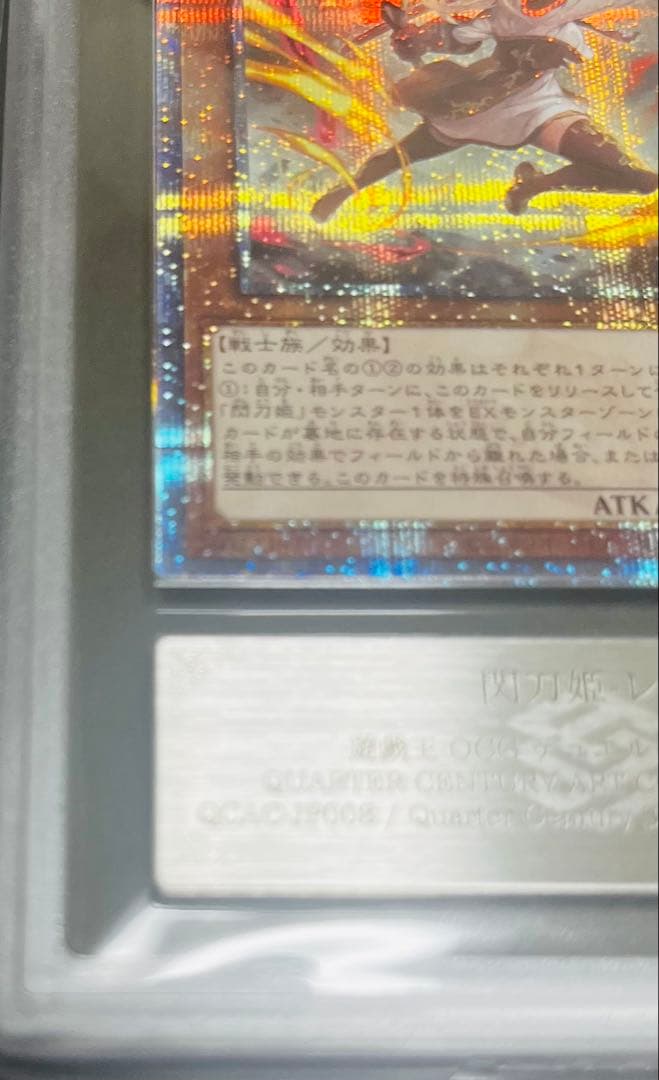 【戦士族／効果】
このカード名の①②の効果はそれぞれ1ターンに
①：自分・相手ターンに、このカードをリリースして
「閃刀姫」モンスター1体をEXモンスターゾーン
カードが墓地に存在する状態で、自分フィールドの
相手の効果でフィールドから離れた場合、または
発動できる。このカードを特殊召喚する。
ATK
閃刀姫-レ
遊戯王OCGデュエル
QUARTER CENTURY ART C
QCAC-JP008 / Quarter Century S